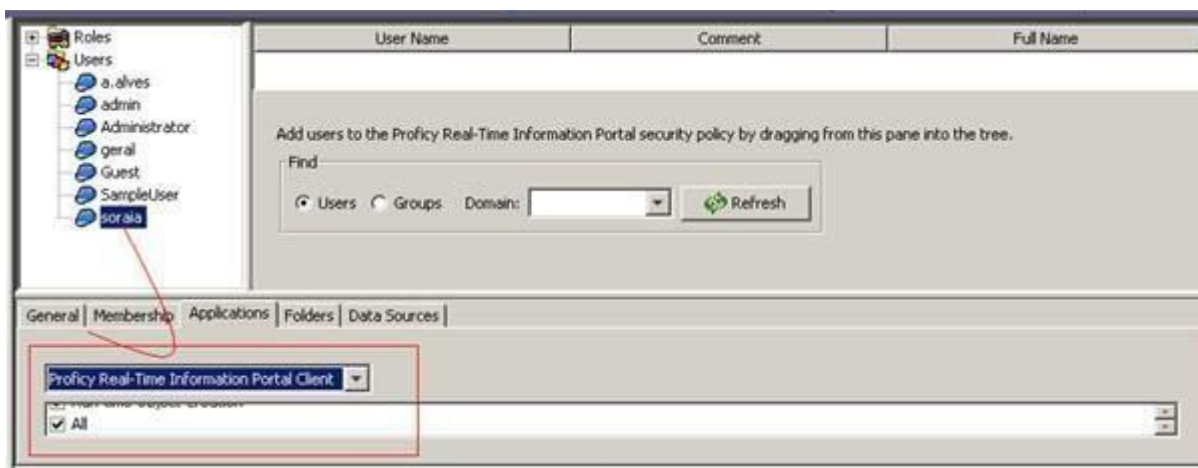 Roles
Users
a.alves
admin
Administrator
geral
Guest
SampleUser
soraia
User Name Comment Full Name
Add users to the Proficy Real-Time Information Portal security policy by dragging from this pane into the tree.
Find
Users Groups Domain: Refresh
General Membership Applications Folders Data Sources
Proficy Real-Time Information Portal Client
All